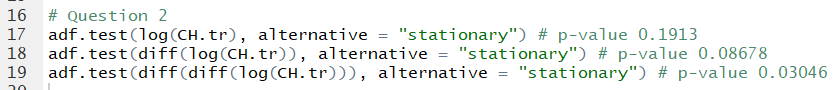 16 # Question 2
17 adf.test(log(CH.tr), alternative = "stationary") # p-value 0.1913
18 adf.test(diff(log(CH.tr)), alternative = "stationary") # p-value 0.08678
19 adf.test(diff(diff(log(CH.tr))), alternative = "stationary") # p-value 0.03046